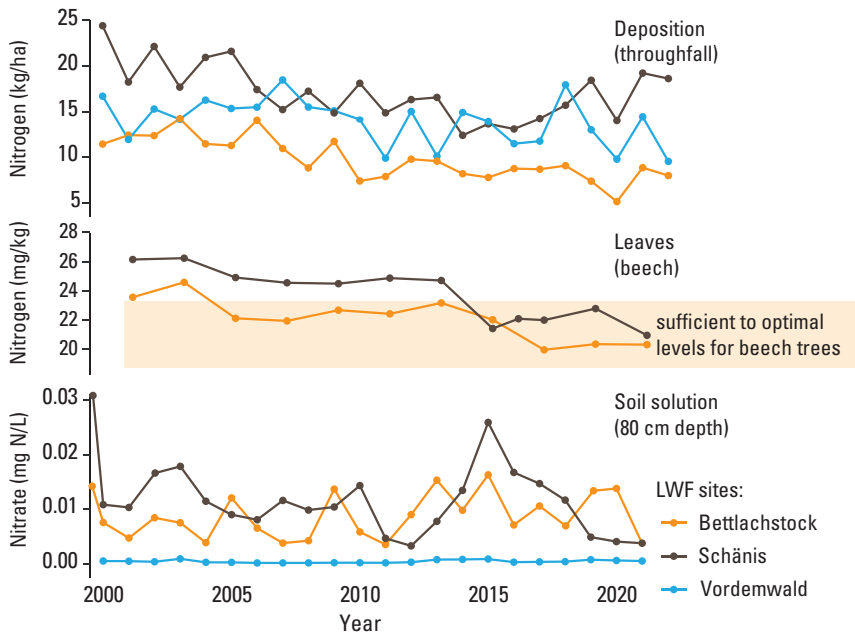 Deposition
(throughfall)
Nitrogen (kg/ha)
25
20
15
10
5
Leaves
(beech)
Nitrogen (mg/kg)
28
26
24
22
20
sufficient to optimal
levels for beech trees
Soil solution
(80 cm depth)
Nitrate (mg N/L)
0.03
0.02
0.01
0.00
LWF sites:
Bettlachstock
Schänis
Vordemwald
2000 2005 2010 2015 2020
Year